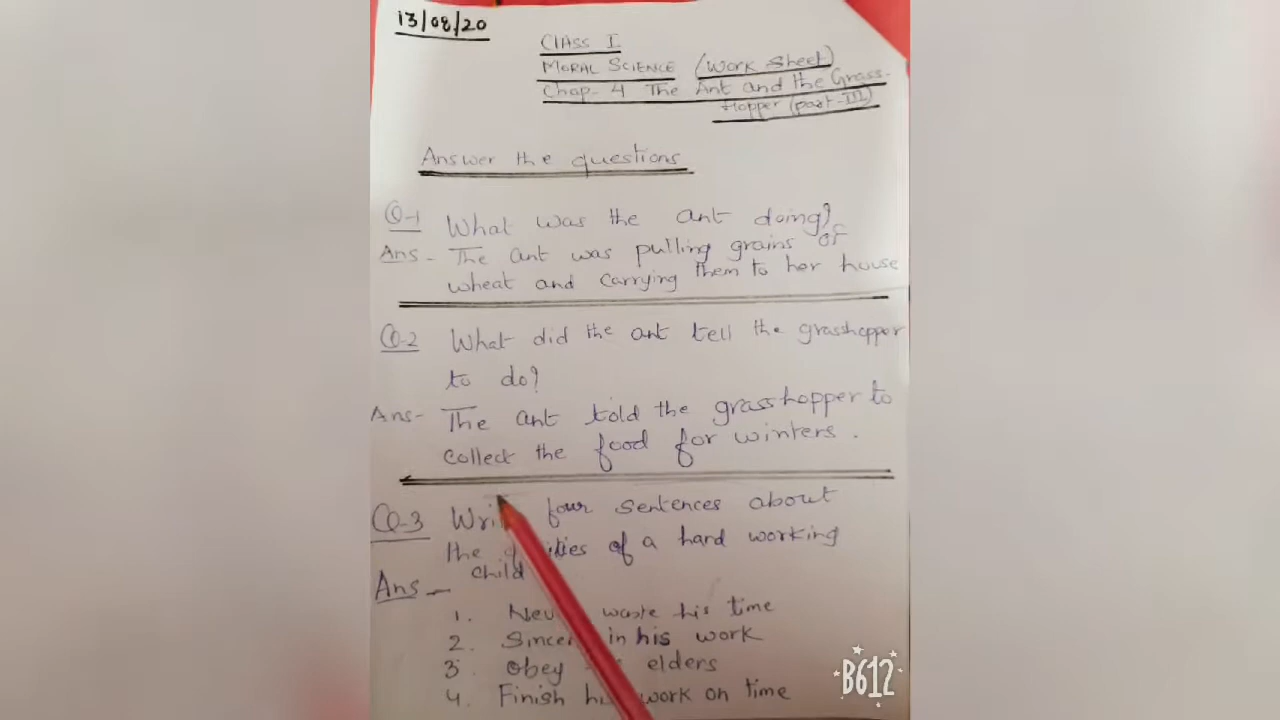 13/08/20
Class I
Moral Science (Work Sheet)
Chap-4 The Ant and the Grass-
Hopper (part-III)
Answer the questions
Q-1 What was the ant doing?
Ans - The ant was pulling grains of
wheat and carrying them to her house
Q-2 What did the ant tell the grasshopper
to do?
Ans- The ant told the grasshopper to
collect the food for winters.
Q-3 four sentences about
the of a hard working
child
Ans -
1. waste his time
2. in his work
3. Obey elders
4. Finish work on time
B612